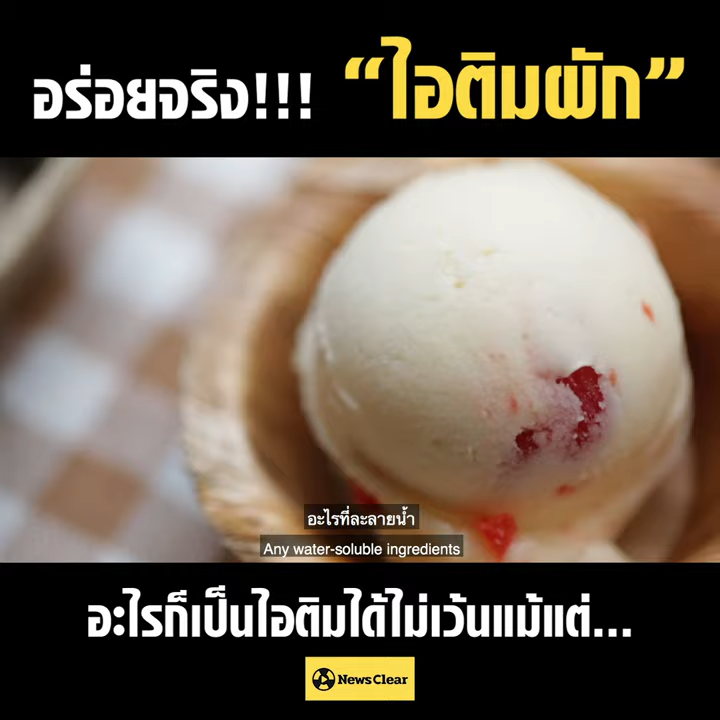 อร่อยจริง!!! “ไอติมผัก”
อะไรที่ละลายน้ำ
Any water-soluble ingredients
อะไรก็เป็นไอติมได้ไม่เว้นแม้แต่...
News Clear